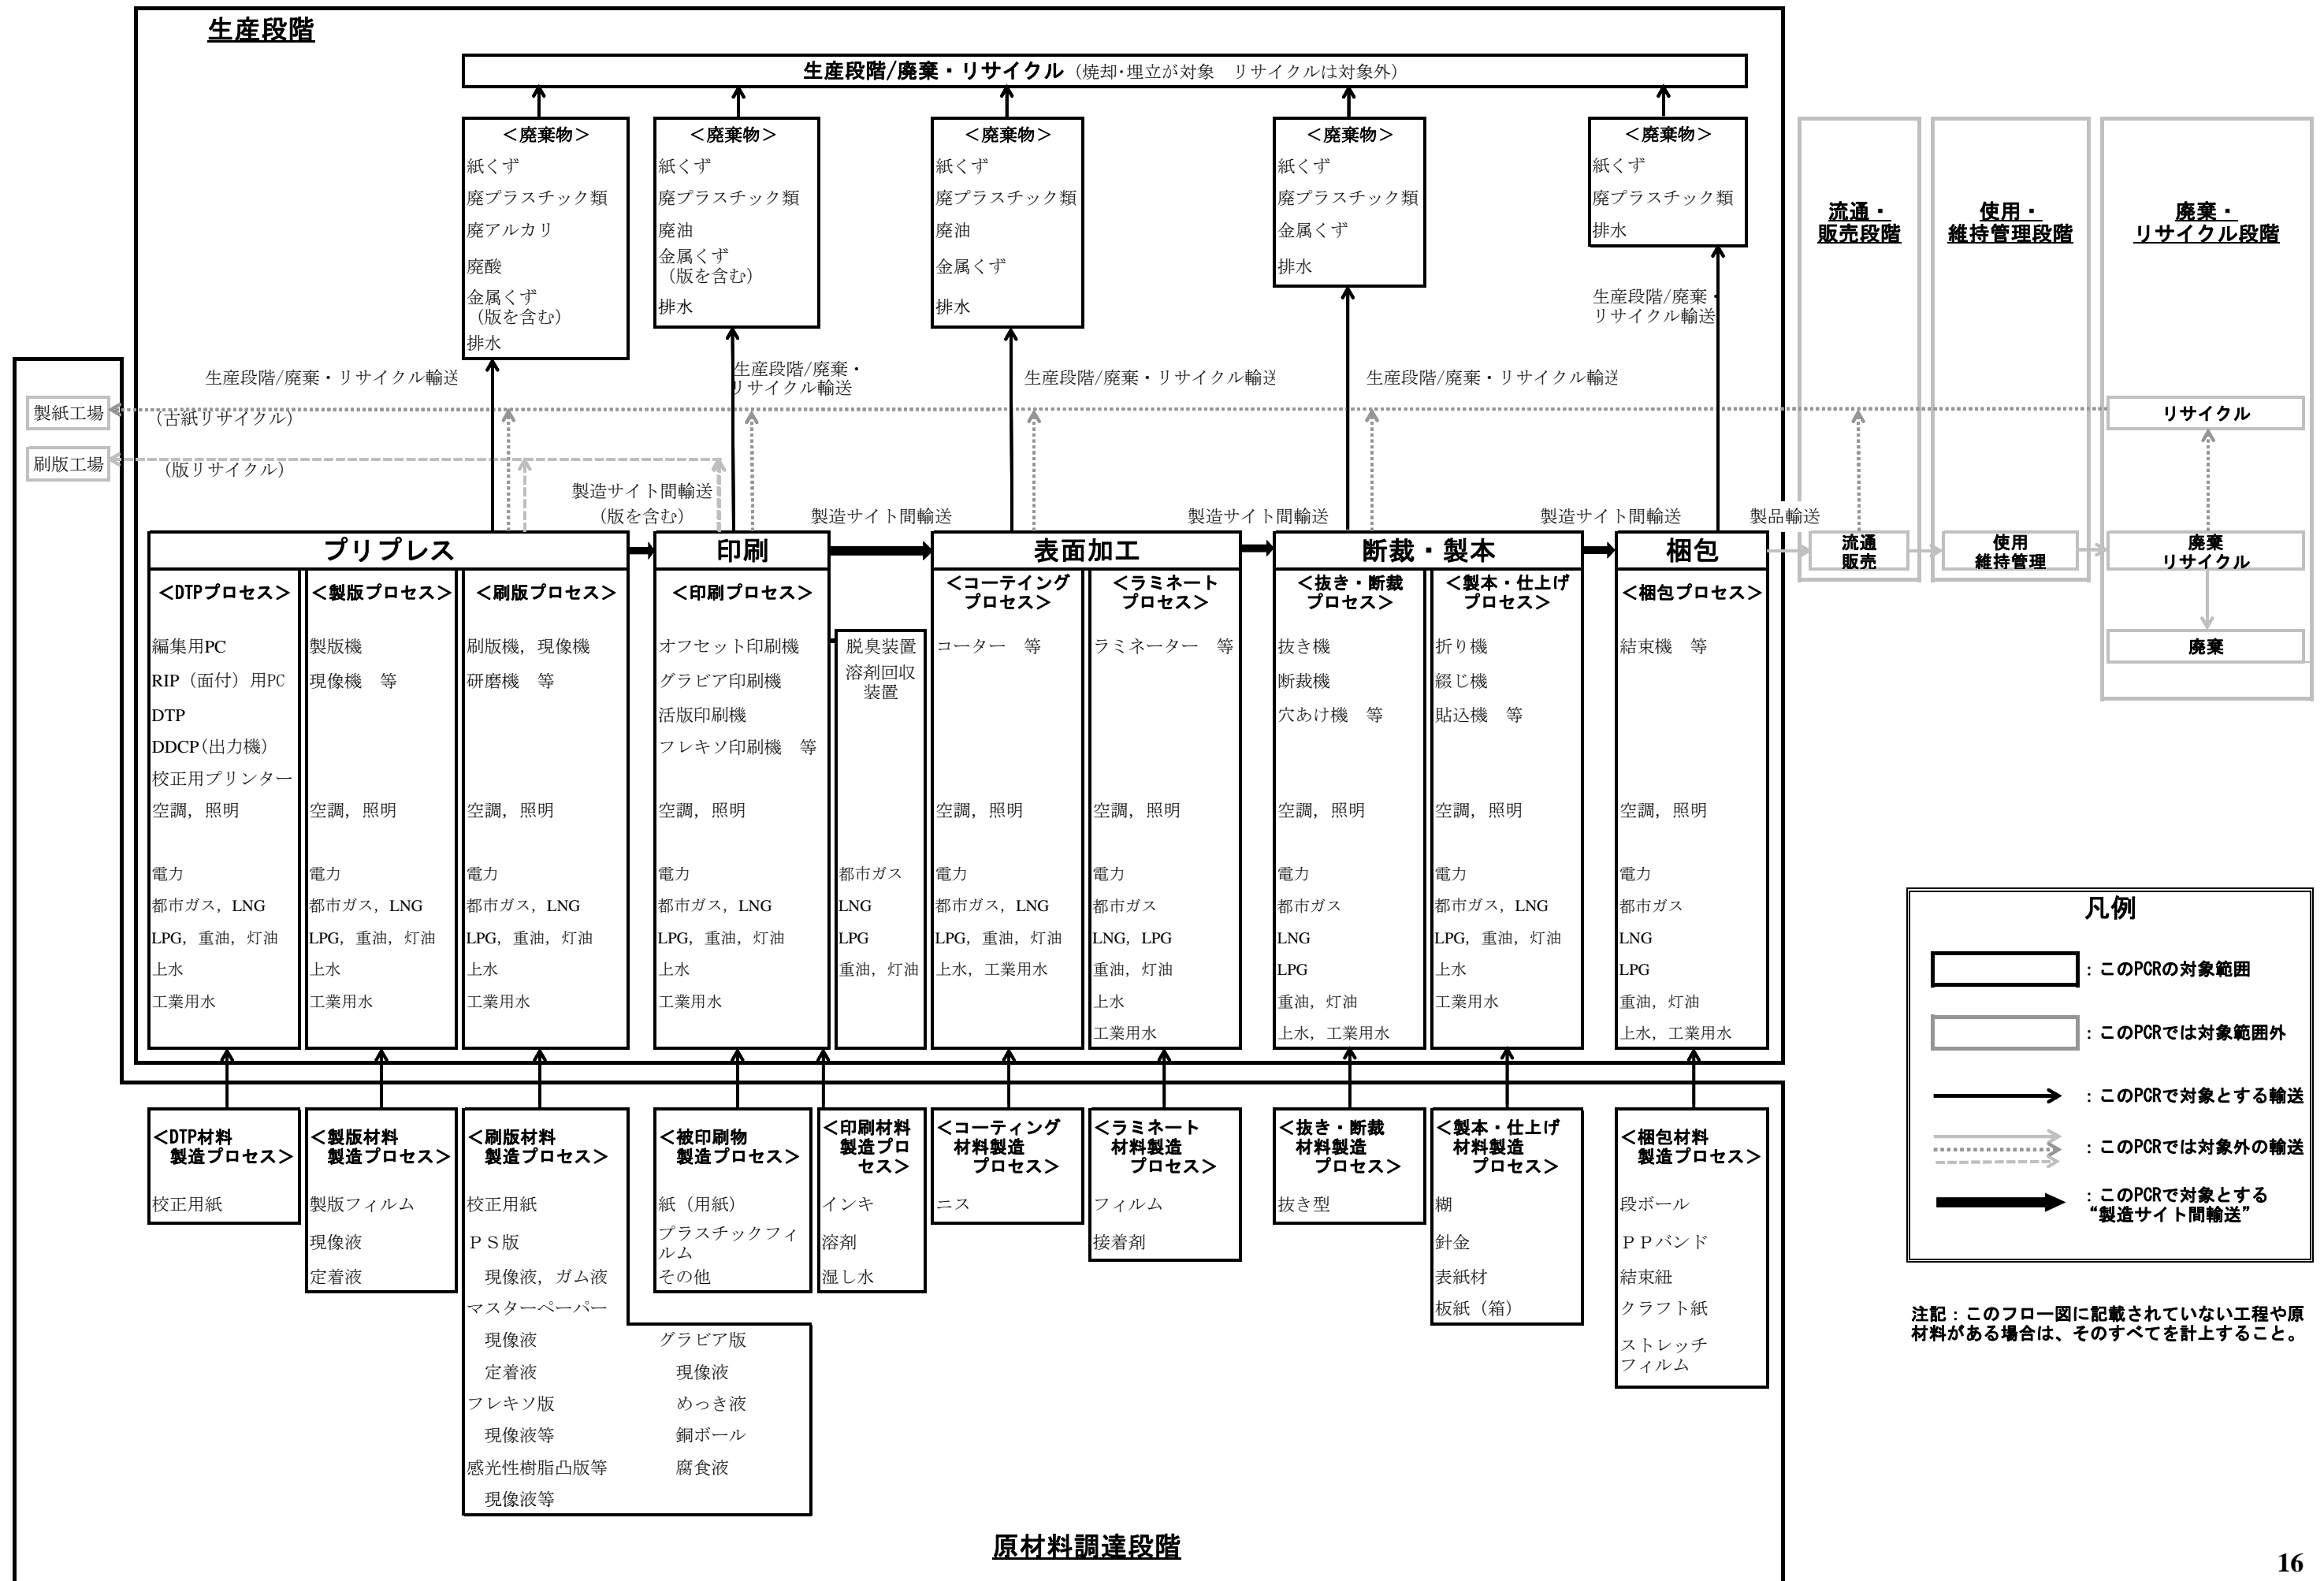 生産段階
生産段階/廃棄・リサイクル（焼却・埋立が対象　リサイクルは対象外）
＜廃棄物＞
紙くず
廃プラスチック類
廃アルカリ
廃酸
金属くず
（版を含む）
排水
＜廃棄物＞
紙くず
廃プラスチック類
廃油
金属くず
（版を含む）
排水
＜廃棄物＞
紙くず
廃プラスチック類
廃油
金属くず
排水
＜廃棄物＞
紙くず
廃プラスチック類
金属くず
排水
＜廃棄物＞
紙くず
廃プラスチック類
排水
流通・
販売段階
使用・
維持管理段階
廃棄・
リサイクル段階
生産段階/廃棄・リサイクル輸送
生産段階/廃棄・
リサイクル輸送
生産段階/廃棄・リサイクル輸送
生産段階/廃棄・リサイクル輸送
生産段階/廃棄・
リサイクル輸送
製紙工場
（古紙リサイクル）
リサイクル
刷版工場
（版リサイクル）
製造サイト間輸送
（版を含む）
製造サイト間輸送
製造サイト間輸送
製造サイト間輸送
製品輸送
プリプレス
印刷
表面加工
断裁・製本
梱包
流通
販売
使用
維持管理
廃棄
リサイクル
廃棄
＜DTPプロセス＞
編集用PC
RIP（面付）用PC
DTP
DDCP(出力機)
校正用プリンター
空調，照明
電力
都市ガス，LNG
LPG，重油，灯油
上水
工業用水
＜製版プロセス＞
製版機
現像機　等
空調，照明
電力
都市ガス，LNG
LPG，重油，灯油
上水
工業用水
＜刷版プロセス＞
刷版機，現像機
研磨機　等
空調，照明
電力
都市ガス，LNG
LPG，重油，灯油
上水
工業用水
＜印刷プロセス＞
オフセット印刷機
グラビア印刷機
活版印刷機
フレキソ印刷機　等
空調，照明
電力
都市ガス，LNG
LPG，重油，灯油
上水
工業用水
脱臭装置
溶剤回収
装置
都市ガス
LNG
LPG
重油，灯油
＜コーテイング
プロセス＞
コーター　等
空調，照明
電力
都市ガス，LNG
LPG，重油，灯油
上水，工業用水
＜ラミネート
プロセス＞
ラミネーター　等
空調，照明
電力
都市ガス
LNG，LPG
重油，灯油
上水
工業用水
＜抜き・断裁
プロセス＞
抜き機
断裁機
穴あけ機　等
空調，照明
電力
都市ガス
LNG
LPG
重油，灯油
上水，工業用水
＜製本・仕上げ
プロセス＞
折り機
綴じ機
貼込機　等
空調，照明
電力
都市ガス，LNG
LPG，重油，灯油
上水
工業用水
＜梱包プロセス＞
結束機　等
空調，照明
電力
都市ガス
LNG
LPG
重油，灯油
上水，工業用水
＜DTP材料
製造プロセス＞
校正用紙
＜製版材料
製造プロセス＞
製版フィルム
現像液
定着液
＜刷版材料
製造プロセス＞
校正用紙
ＰＳ版
現像液，ガム液
マスターペーパー
現像液
定着液
フレキソ版
現像液等
感光性樹脂凸版等
現像液等
グラビア版
現像液
めっき液
銅ボール
腐食液
＜被印刷物
製造プロセス＞
紙（用紙）
プラスチックフィ
ルム
その他
＜印刷材料
製造プロ
セス＞
インキ
溶剤
湿し水
＜コーティング
材料製造
プロセス＞
ニス
＜ラミネート
材料製造
プロセス＞
フィルム
接着剤
＜抜き・断裁
材料製造
プロセス＞
抜き型
＜製本・仕上げ
材料製造
プロセス＞
糊
針金
表紙材
板紙（箱）
＜梱包材料
製造プロセス＞
段ボール
ＰＰバンド
結束紐
クラフト紙
ストレッチ
フィルム
凡例
：このPCRの対象範囲
：このPCRでは対象範囲外
：このPCRで対象とする輸送
：このPCRでは対象外の輸送
：このPCRで対象とする
“製造サイト間輸送”
注記：このフロー図に記載されていない工程や原
材料がある場合は、そのすべてを計上すること。
原材料調達段階
16